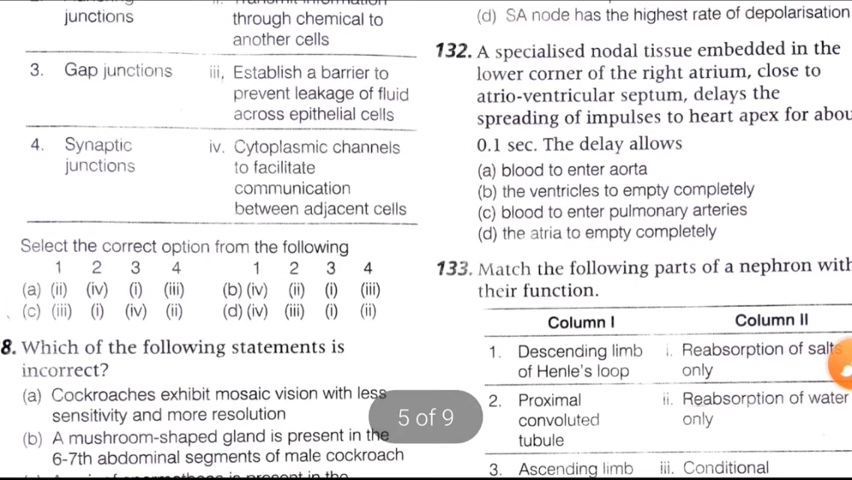 junctions
through chemical to
another cells
3. Gap junctions iii, Establish a barrier to
prevent leakage of fluid
across epithelial cells
4. Synaptic iv. Cytoplasmic channels
junctions to facilitate
communication
between adjacent cells
Select the correct option from the following
1 2 3 4 1 2 3 4
(a) (ii) (iv) (i) (iii) (b) (iv) (ii) (i) (iii)
(c) (iii) (i) (iv) (ii) (d) (iv) (iii) (i) (ii)
8. Which of the following statements is
incorrect?
(a) Cockroaches exhibit mosaic vision with less
sensitivity and more resolution
(b) A mushroom-shaped gland is present in the
6-7th abdominal segments of male cockroach
(d) SA node has the highest rate of depolarisation
132. A specialised nodal tissue embedded in the
lower corner of the right atrium, close to
atrio-ventricular septum, delays the
spreading of impulses to heart apex for abou
0.1 sec. The delay allows
(a) blood to enter aorta
(b) the ventricles to empty completely
(c) blood to enter pulmonary arteries
(d) the atria to empty completely
133. Match the following parts of a nephron with
their function.
Column I Column II
1. Descending limb i. Reabsorption of salts
of Henle's loop only
2. Proximal ii. Reabsorption of water
convoluted only
tubule
3. Ascending limb iii. Conditional
5 of 9